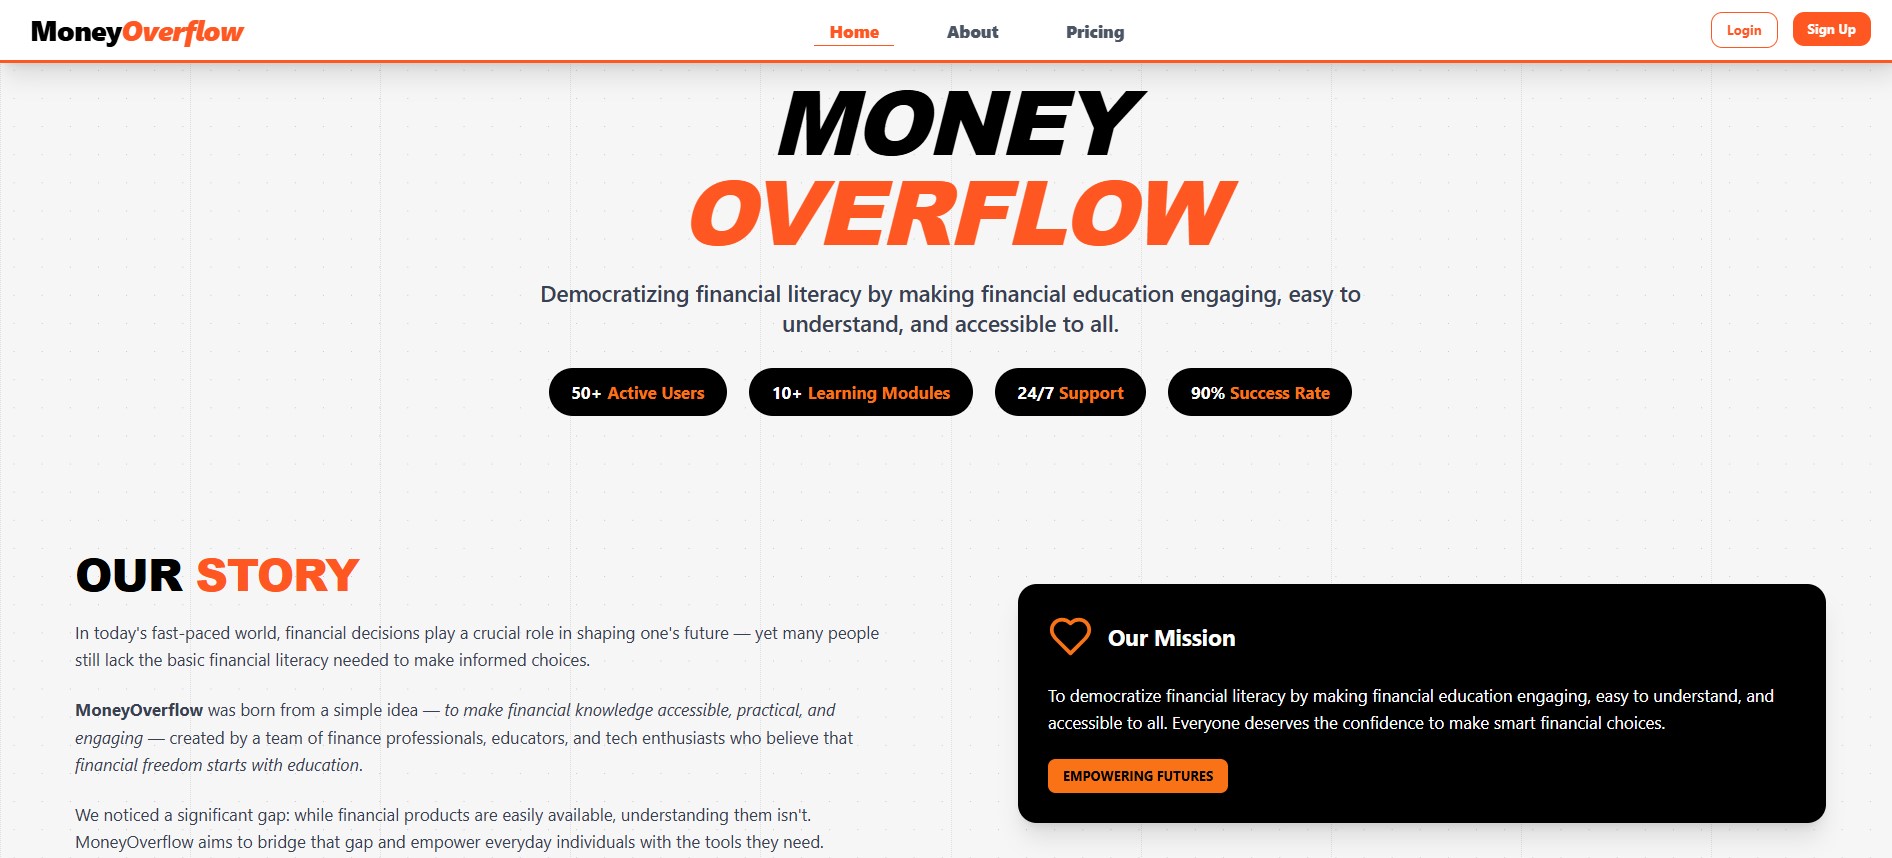 MoneyOverflow
Home
About
Pricing
Login
Sign Up
MONEY
OVERFLOW
Democratizing financial literacy by making financial education engaging, easy to
understand, and accessible to all.
50+ Active Users
10+ Learning Modules
24/7 Support
90% Success Rate
OUR STORY
In today's fast-paced world, financial decisions play a crucial role in shaping one's future — yet many people
still lack the basic financial literacy needed to make informed choices.
MoneyOverflow was born from a simple idea — to make financial knowledge accessible, practical, and
engaging — created by a team of finance professionals, educators, and tech enthusiasts who believe that
financial freedom starts with education.
We noticed a significant gap: while financial products are easily available, understanding them isn't.
MoneyOverflow aims to bridge that gap and empower everyday individuals with the tools they need.
Our Mission
To democratize financial literacy by making financial education engaging, easy to understand, and
accessible to all. Everyone deserves the confidence to make smart financial choices.
EMPOWERING FUTURES